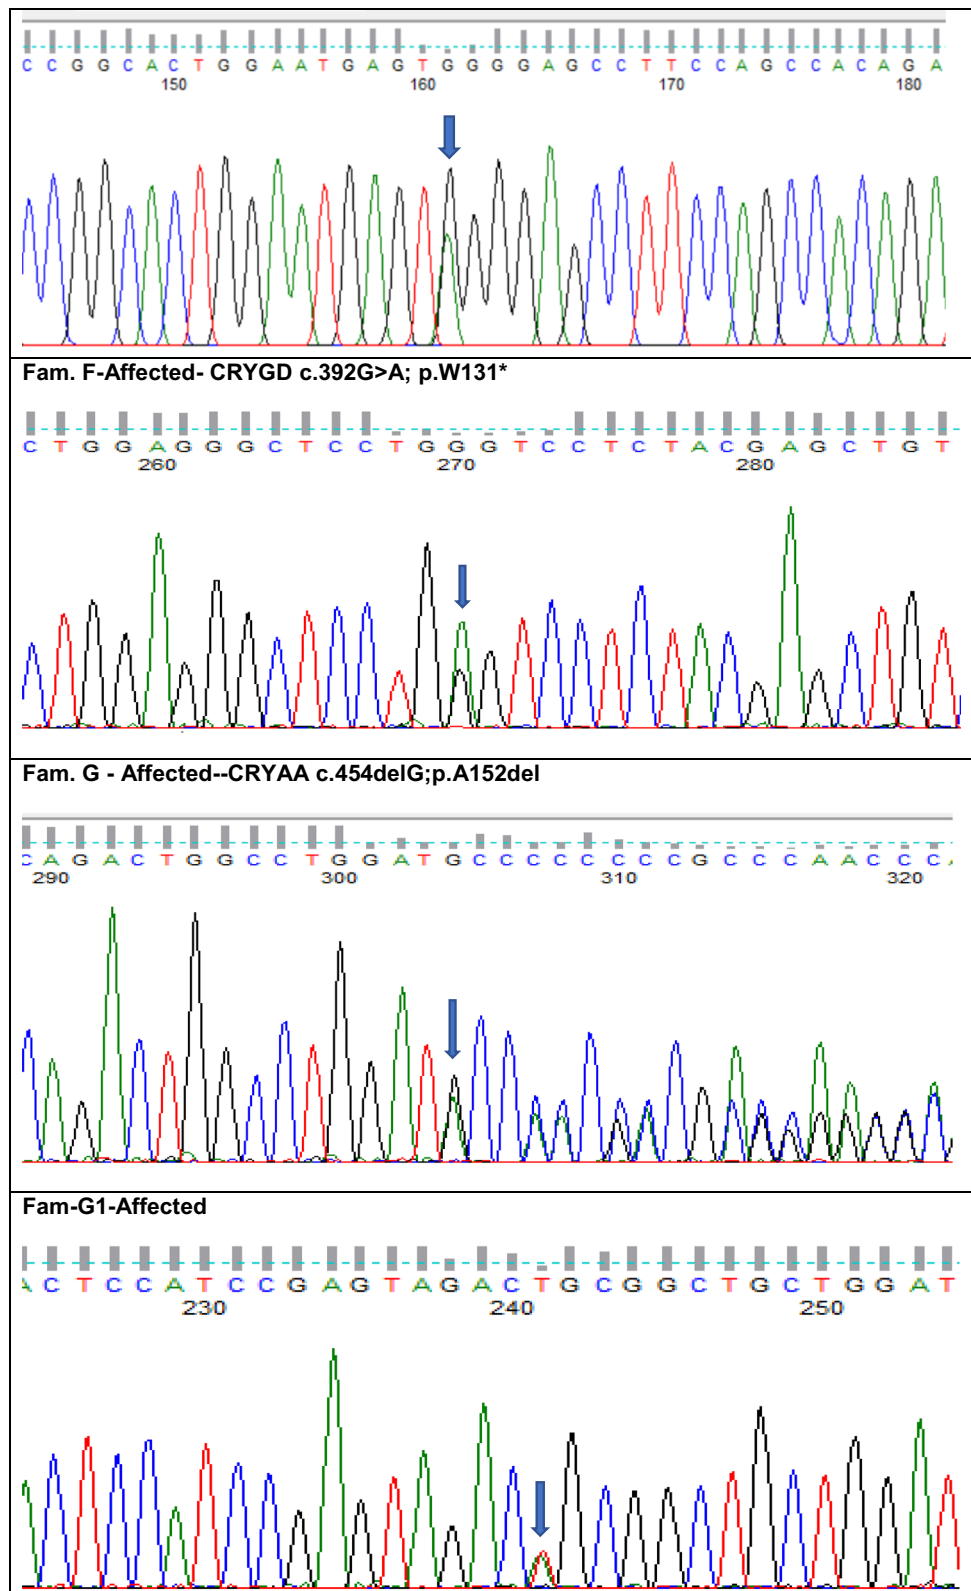 C C G G C A C T G G A A T G A G T G G G G A G C C T T C C A G C C A C A G A
150 160 170 180
Fam. F-Affected- CRYGD c.392G>A; p.W131*
C T G G A G G G C T C C T G G G T C C T C T A C G A G C T G T
260 270 280
Fam. G - Affected--CRYAA c.454delG;p.A152del
C A G A C T G G C C T G G A T G C C C C C C C C G C C C A A C C C A
290 300 310 320
Fam-G1-Affected
A C T C C A T C C G A G T A G A C T G C G G C T G C T G G A T
230 240 250